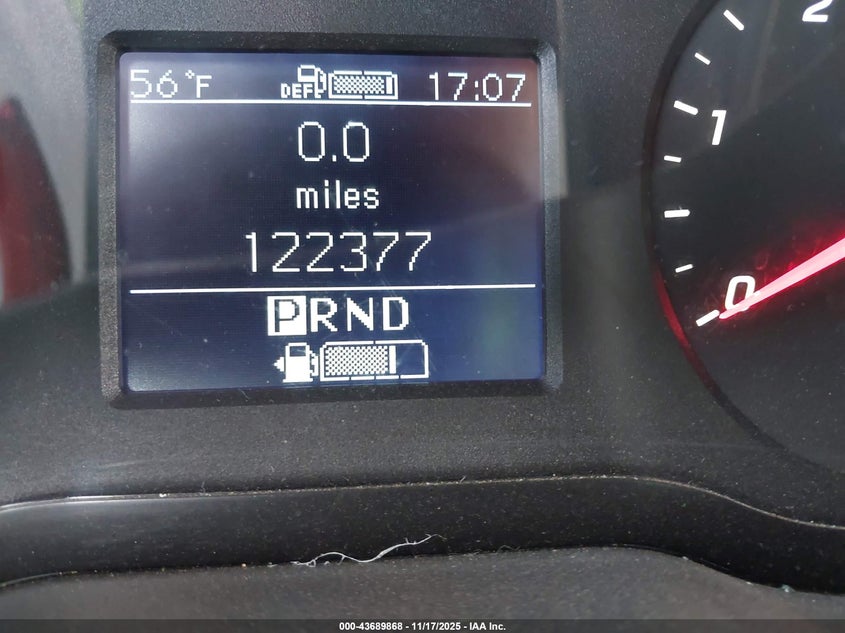 56°F DEF 17:07
0.0
miles
122377
PRND
2
1
0
000-43689868 - 11/17/2025 - IAA Inc.